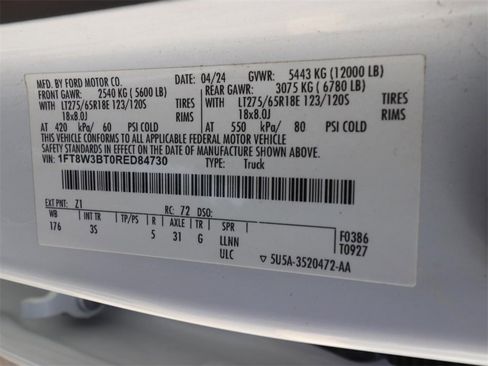 MFD. BY FORD MOTOR CO. 04/24 GVWR: 5443 KG (12000 LB)
FRONT GAWR: 2540 KG (5600 LB) REAR GAWR: 3075 KG (6780 LB)
WITH LT275/65R18E 123/120S TIRES WITH LT275/65R18E 123/120S TIRES
18x8.0J RIMS 18x8.0J RIMS
AT 420 kPa/ 60 PSI COLD AT 550 kPa/ 80 PSI COLD
THIS VEHICLE CONFORMS TO ALL APPLICABLE FEDERAL MOTOR VEHICLE
SAFETY STANDARDS IN EFFECT ON THE DATE OF MANUFACTURE SHOWN ABOVE.
VIN: 1FT8W3BT0RED84730 TYPE: Truck
EXT PNT: Z1 RC: 72 DSO:
WB INT TR TP/PS R AXLE TR SPR F0386
176 3S 5 31 G LLNN T0927
ULC ▽ 5U5A-3520472-AA